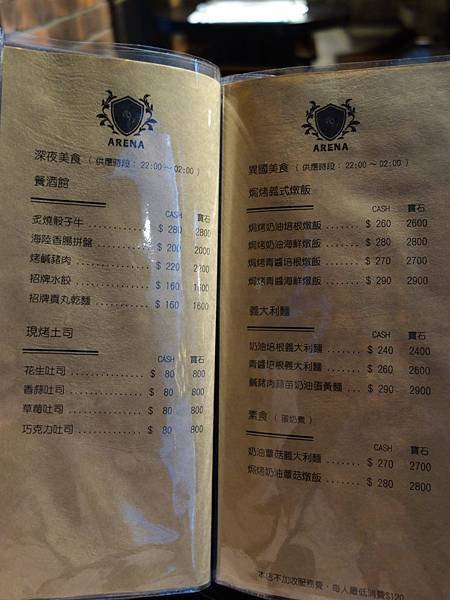 ARENA
深夜美食 ( 供應時段： 22:00 ～ 02:00 )
餐酒館
CASH 寶石
炙燒骰子牛 ........ $ 280 2800
海陸香腸拼盤 ........ $ 200 2000
烤鹹豬肉 ........ $ 220 2200
招牌水餃 ........ $ 160 1600
招牌貢丸乾麵 ........ $ 160 1600
現烤土司
CASH 寶石
花生吐司 ........ $ 80 800
香蒜吐司 ........ $ 80 800
草莓吐司 ........ $ 80 800
巧克力吐司 ........ $ 80 800
ARENA
異國美食 ( 供應時段： 22:00 ～ 02:00 )
焗烤義式燉飯
CASH 寶石
焗烤奶油培根燉飯 ...... $ 260 2600
焗烤奶油海鮮燉飯 ...... $ 280 2800
焗烤青醬培根燉飯 ...... $ 270 2700
焗烤青醬海鮮燉飯 ...... $ 290 2900
義大利麵
CASH 寶石
奶油培根義大利麵 ...... $ 240 2400
青醬培根義大利麵 ...... $ 260 2600
鹹豬肉蒜苗奶油蛋黃麵 .. $ 290 2900
素食 ( 蛋奶素 )
CASH 寶石
奶油蕈菇義大利麵 ...... $ 270 2700
焗烤奶油蕈菇燉飯 ...... $ 280 2800
本店不加收服務費，每人最低消費$120